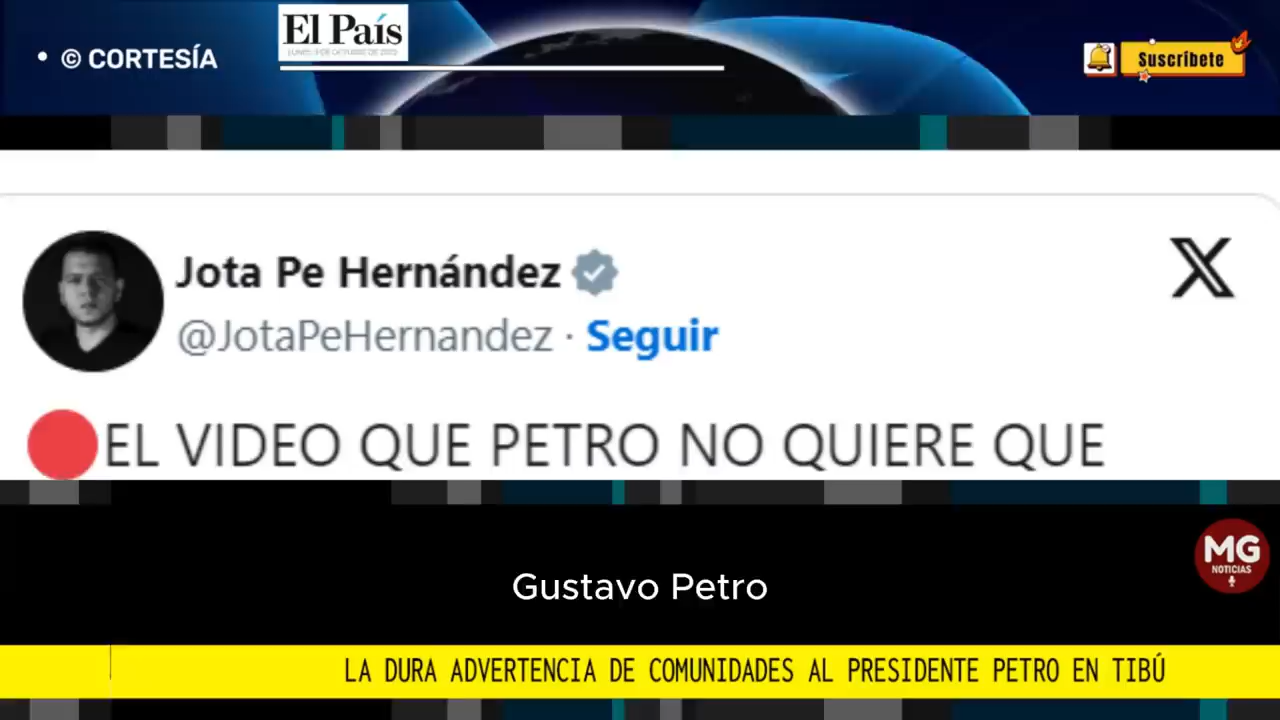 • © CORTESÍA
El País
Suscríbete
Jota Pe Hernández
@JotaPeHernandez · Seguir
EL VIDEO QUE PETRO NO QUIERE QUE
MG
NOTICIAS
Gustavo Petro
LA DURA ADVERTENCIA DE COMUNIDADES AL PRESIDENTE PETRO EN TIBÚ